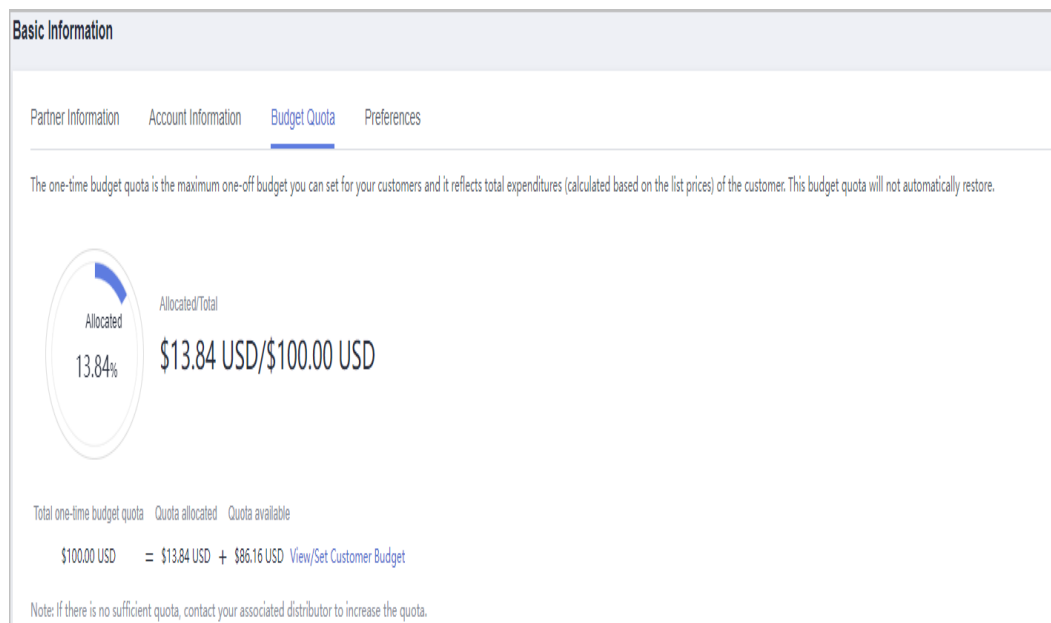 Basic Information
Partner Information Account Information Budget Quota Preferences
The one-time budget quota is the maximum one-off budget you can set for your customers and it reflects total expenditures (calculated based on the list prices) of the customer. This budget quota will not automatically restore.
Allocated
13.84%
Allocated/Total
$13.84 USD/$100.00 USD
Total one-time budget quota Quota allocated Quota available
$100.00 USD = $13.84 USD + $86.16 USD View/Set Customer Budget
Note: If there is no sufficient quota, contact your associated distributor to increase the quota.